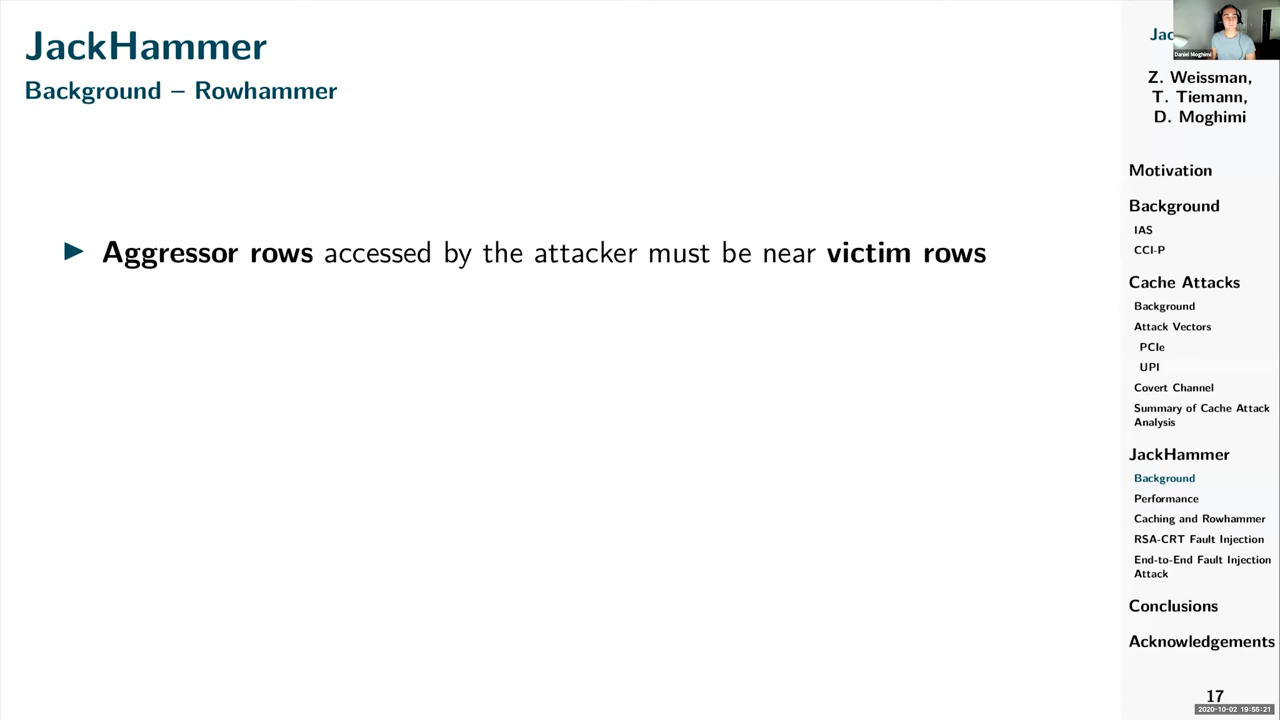 JackHammer
Background – Rowhammer
▶ Aggressor rows accessed by the attacker must be near victim rows
Jac
Daniel Moghimi
Z. Weissman,
T. Tiemann,
D. Moghimi
Motivation
Background
IAS
CCI-P
Cache Attacks
Background
Attack Vectors
PCIe
UPI
Covert Channel
Summary of Cache Attack
Analysis
JackHammer
Background
Performance
Caching and Rowhammer
RSA-CRT Fault Injection
End-to-End Fault Injection
Attack
Conclusions
Acknowledgements
17
2020-10-02 19:55:21